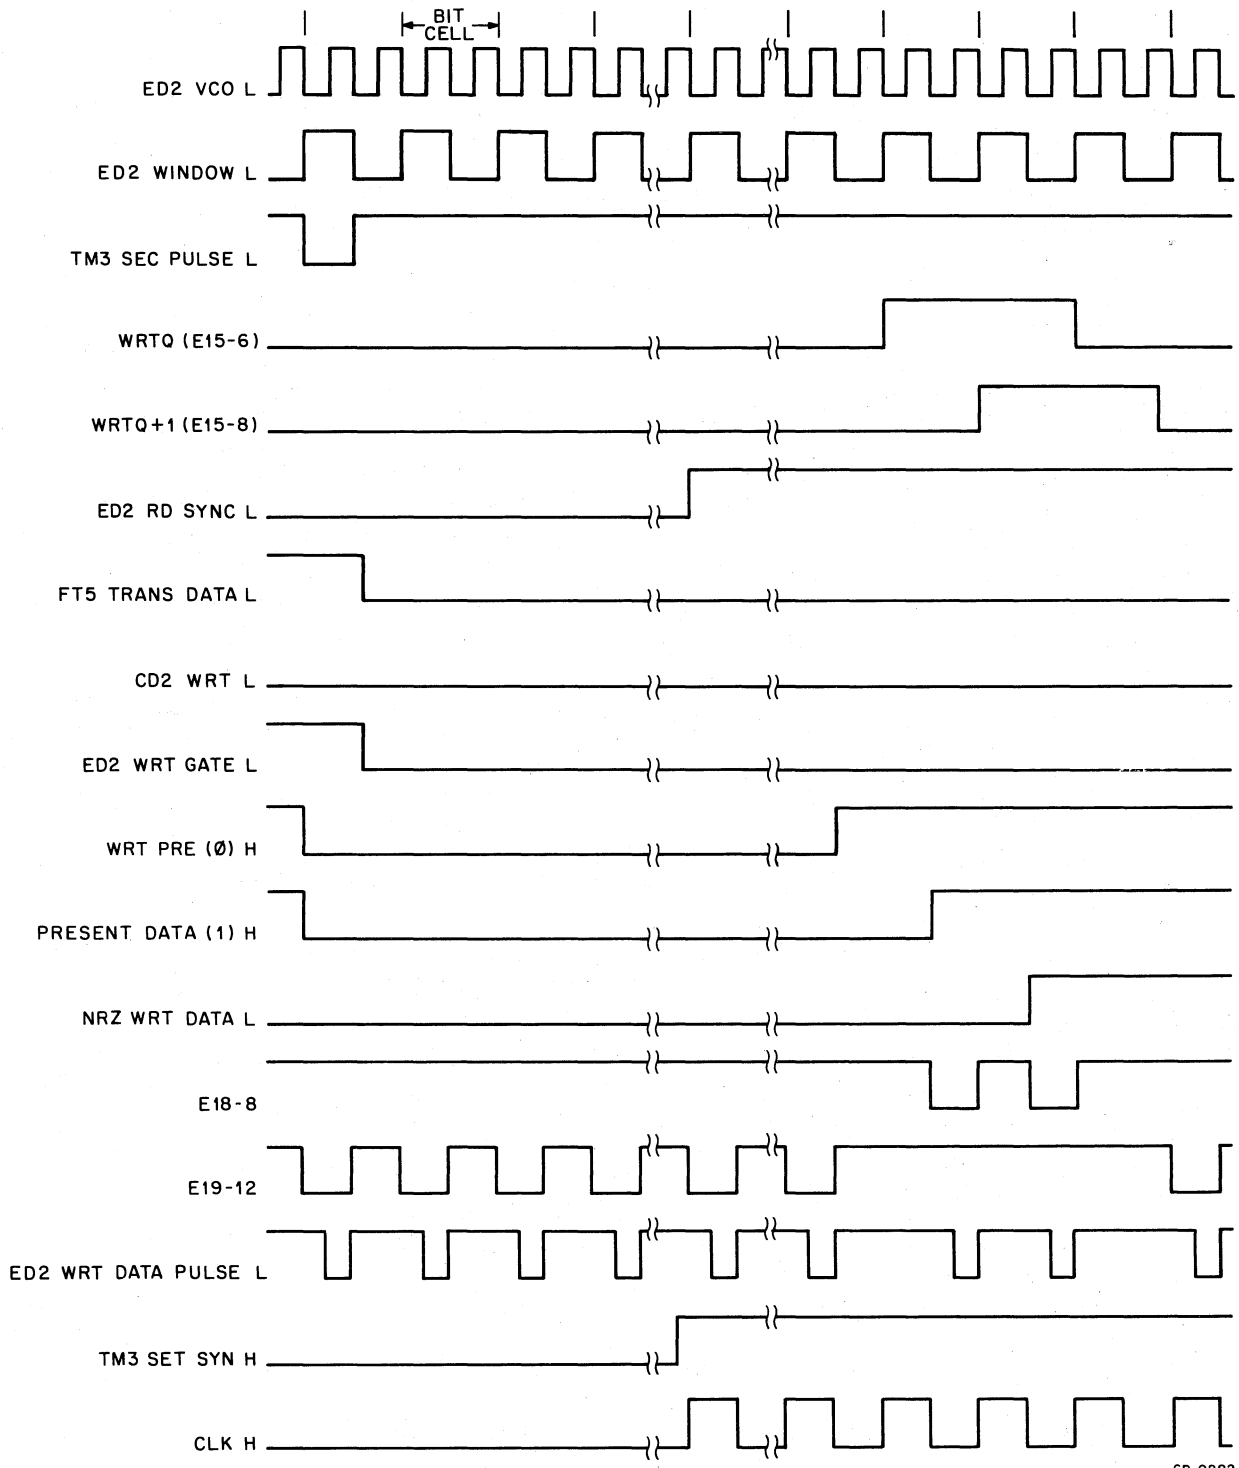 BIT
CELL
ED2 VCO L
ED2 WINDOW L
TM3 SEC PULSE L
WRTQ (E15-6)
WRTQ+1 (E15-8)
ED2 RD SYNC L
FT5 TRANS DATA L
CD2 WRT L
ED2 WRT GATE L
WRT PRE (Ø) H
PRESENT DATA (1) H
NRZ WRT DATA L
E18-8
E19-12
ED2 WRT DATA PULSE L
TM3 SET SYN H
CLK H